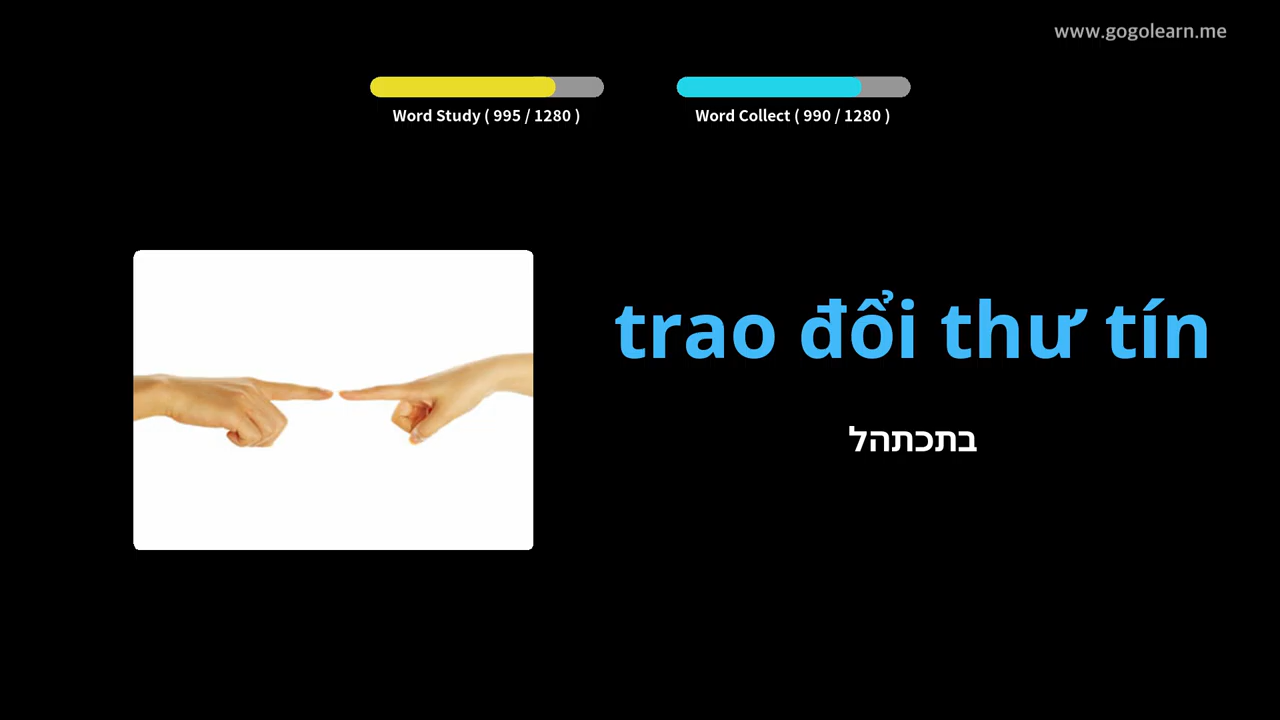 www.gogolearn.me
Word Study ( 995 / 1280 )
Word Collect ( 990 / 1280 )
trao đổi thư tín
בתכתהל